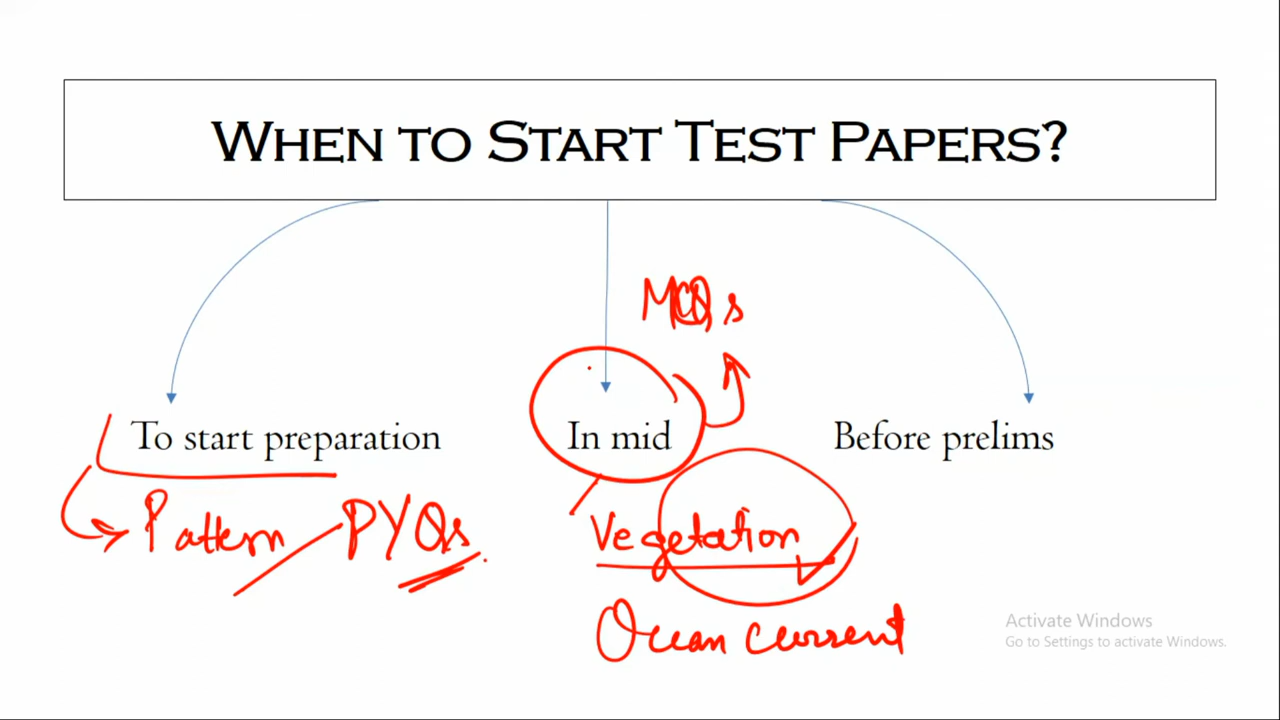 WHEN TO START TEST PAPERS?
MCQs
To start preparation
In mid
Before prelims
Pattern / PYQs
Vegetation
Ocean current
Activate Windows
Go to Settings to activate Windows.